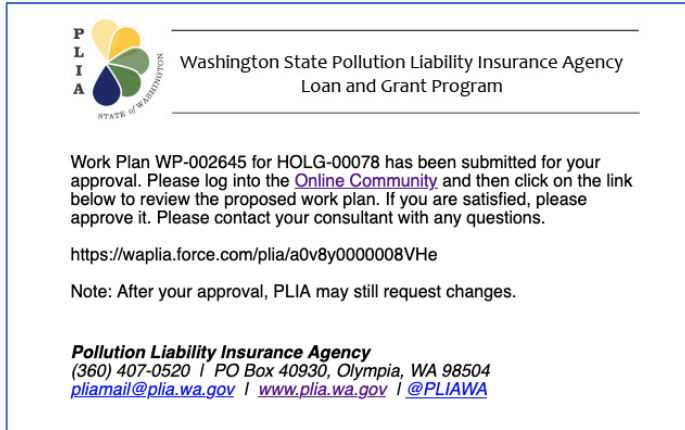 PLIA
STATE of WASHINGTON
Washington State Pollution Liability Insurance Agency
Loan and Grant Program
Work Plan WP-002645 for HOLG-00078 has been submitted for your
approval. Please log into the Online Community and then click on the link
below to review the proposed work plan. If you are satisfied, please
approve it. Please contact your consultant with any questions.
https://waplia.force.com/plia/a0v8y0000008VHe
Note: After your approval, PLIA may still request changes.
Pollution Liability Insurance Agency
(360) 407-0520 | PO Box 40930, Olympia, WA 98504
pliamail@plia.wa.gov | www.plia.wa.gov | @PLIAWA